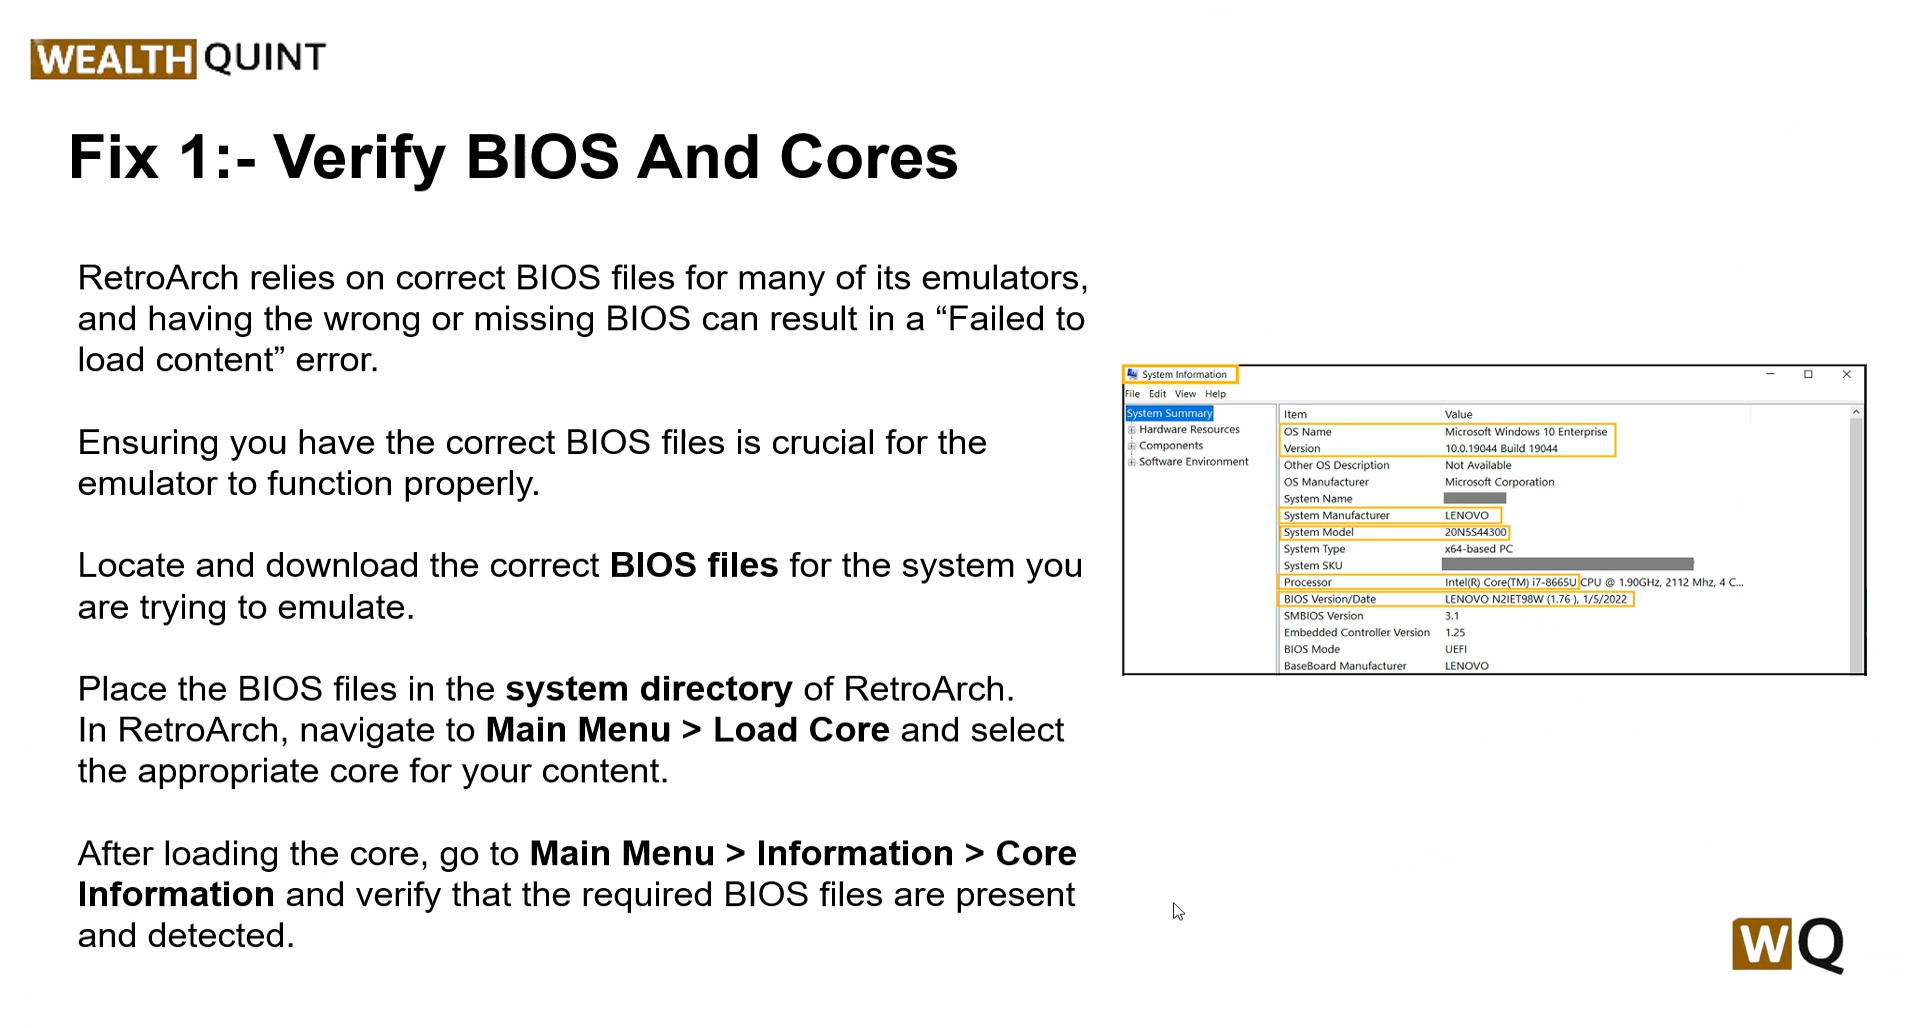 WEALTH QUINT
Fix 1:- Verify BIOS And Cores
RetroArch relies on correct BIOS files for many of its emulators,
and having the wrong or missing BIOS can result in a “Failed to
load content” error.
Ensuring you have the correct BIOS files is crucial for the
emulator to function properly.
Locate and download the correct BIOS files for the system you
are trying to emulate.
Place the BIOS files in the system directory of RetroArch.
In RetroArch, navigate to Main Menu > Load Core and select
the appropriate core for your content.
After loading the core, go to Main Menu > Information > Core
Information and verify that the required BIOS files are present
and detected.
System Information
File Edit View Help
System Summary
Hardware Resources
Components
Software Environment
Item Value
OS Name Microsoft Windows 10 Enterprise
Version 10.0.19044 Build 19044
Other OS Description Not Available
OS Manufacturer Microsoft Corporation
System Name
System Manufacturer LENOVO
System Model 20N5S44300
System Type x64-based PC
System SKU
Processor Intel(R) Core(TM) i7-8665U CPU @ 1.90GHz, 2112 Mhz, 4 C...
BIOS Version/Date LENOVO N2IET98W (1.76 ), 1/5/2022
SMBIOS Version 3.1
Embedded Controller Version 1.25
BIOS Mode UEFI
BaseBoard Manufacturer LENOVO
WQ